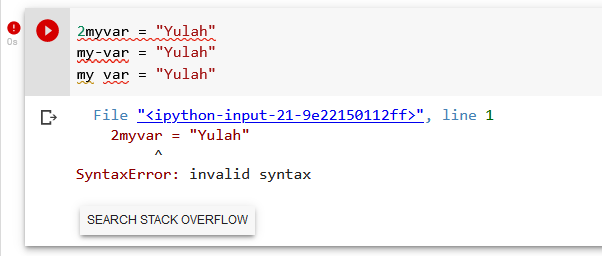 0s
2myvar = "Yulah"
my-var = "Yulah"
my var = "Yulah"
File "<ipython-input-21-9e22150112ff>", line 1
2myvar = "Yulah"
^
SyntaxError: invalid syntax
SEARCH STACK OVERFLOW